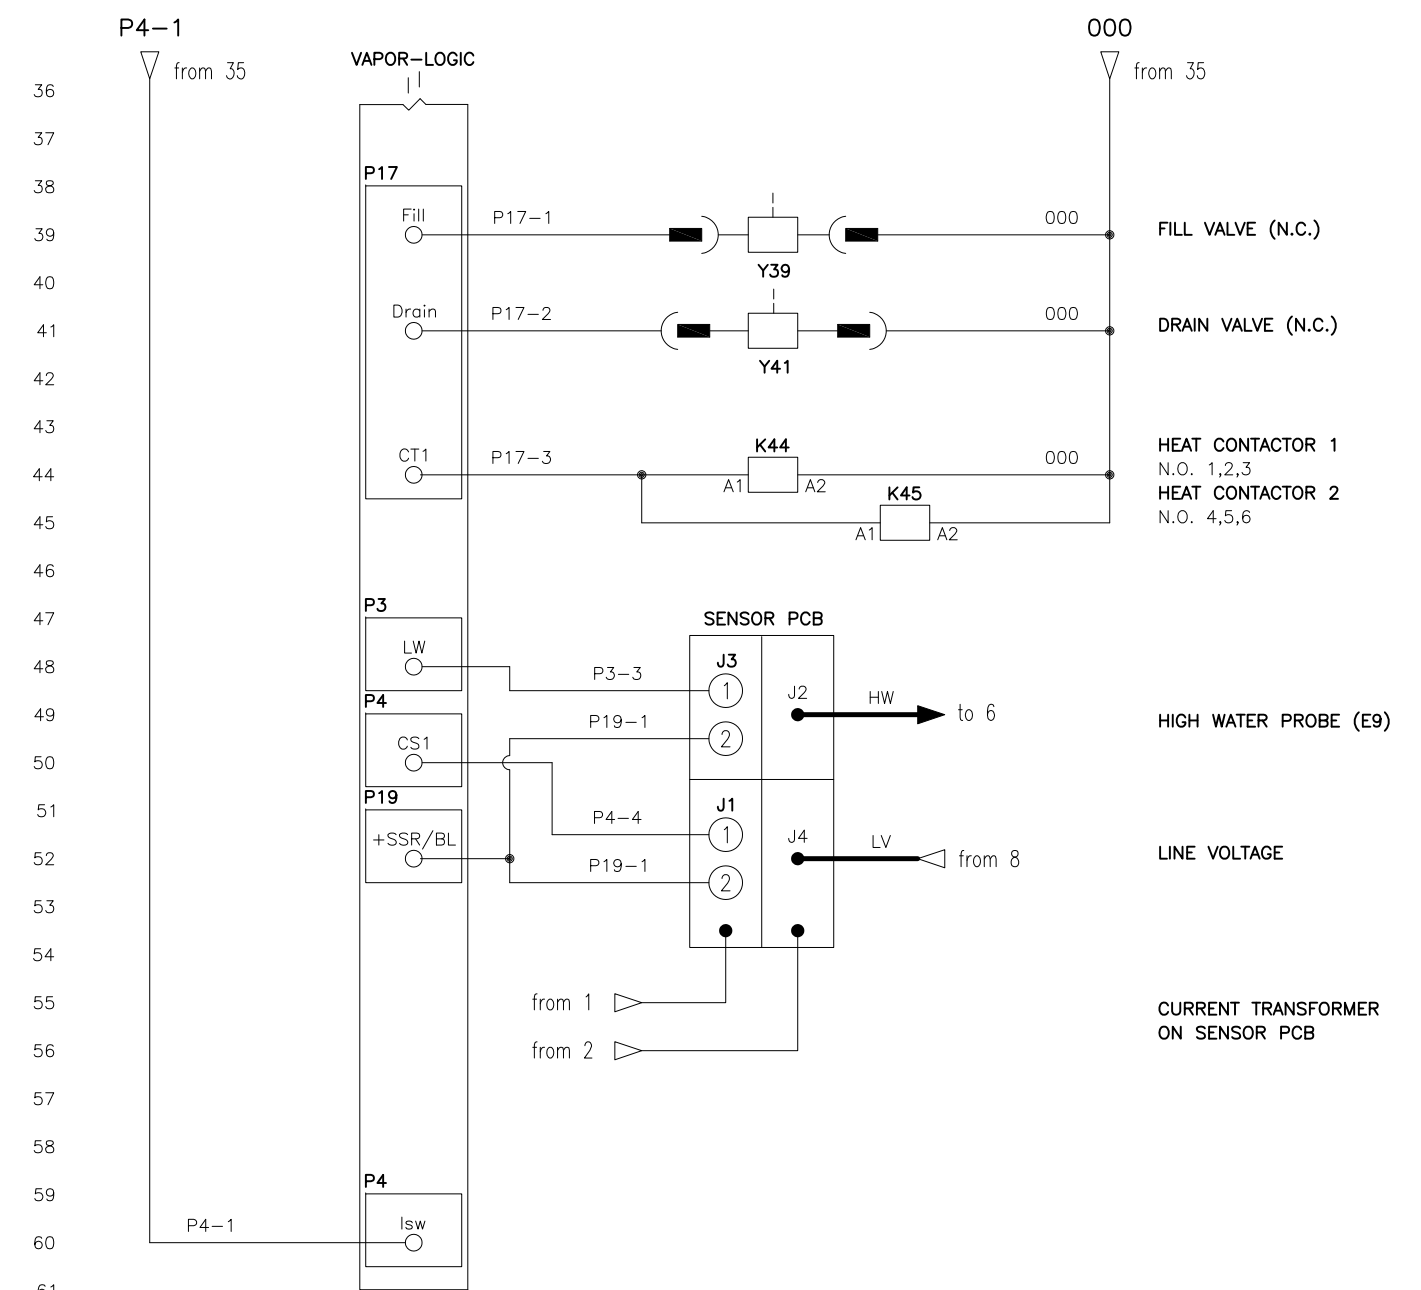 P4-1
000
from 35
VAPOR-LOGIC
from 35
36
37
P17
38
Fill
P17-1
000
39
FILL VALVE (N.C.)
Y39
40
Drain
P17-2
000
41
DRAIN VALVE (N.C.)
Y41
42
43
K44
HEAT CONTACTOR 1
CT1
P17-3
000
44
N.O. 1,2,3
A1
A2
K45
HEAT CONTACTOR 2
45
N.O. 4,5,6
A1
A2
46
P3
47
SENSOR PCB
LW
J3
48
P3-3
1
J2
HW
P4
49
to 6
HIGH WATER PROBE (E9)
P19-1
2
CS1
50
P19
51
J1
P4-4
1
J4
LV
+SSR/BL
52
from 8
LINE VOLTAGE
P19-1
2
53
54
55
from 1
CURRENT TRANSFORMER
ON SENSOR PCB
56
from 2
57
58
P4
59
P4-1
Isw
60
61